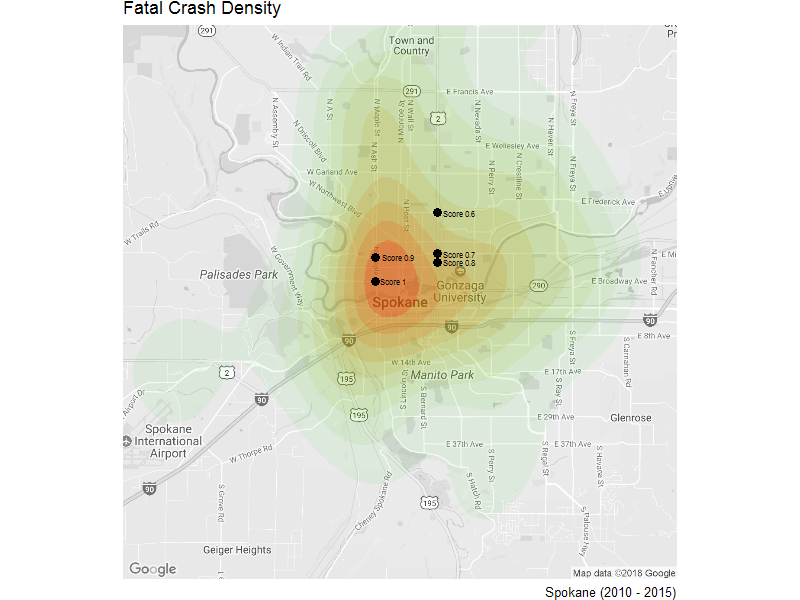 Fatal Crash Density
291
Town and
Country
N Indian Trail Rd
E Francis Ave
291
2
N Assembly St
N A St
N Maple St
N Wall St
N Monroe St
N Nevada St
N Haven St
N Freya St
N Driscoll Blvd
N Ash St
E Wellesley Ave
W Garland Ave
N Perry St
N Crestline St
N Freya St
W Northwest Blvd
E Frederick Ave
Score 0.6
Score 0.7
Score 0.8
Score 0.9
Score 1
Palisades Park
W Government Way
Gonzaga
University
Spokane
290
E Broadway Ave
N Fancher Rd
90
90
90
E 8th Ave
W 14th Ave
Manito Park
195
2
S Freya St
S Carnahan Rd
E 17th Ave
S Ray St
S Lincoln St
S Bernard St
90
195
Airport Dr
E 29th Ave
Glenrose
Spokane
International
Airport
W Thorpe Rd
E 37th Ave
E 37th Ave
S Perry St
S Regal St
S Havana St
90
S Grove Rd
Cheney Spokane Rd
S Hatch Rd
195
S Palouse Hwy
Geiger Heights
Google
Map data ©2018 Google
Spokane (2010 - 2015)